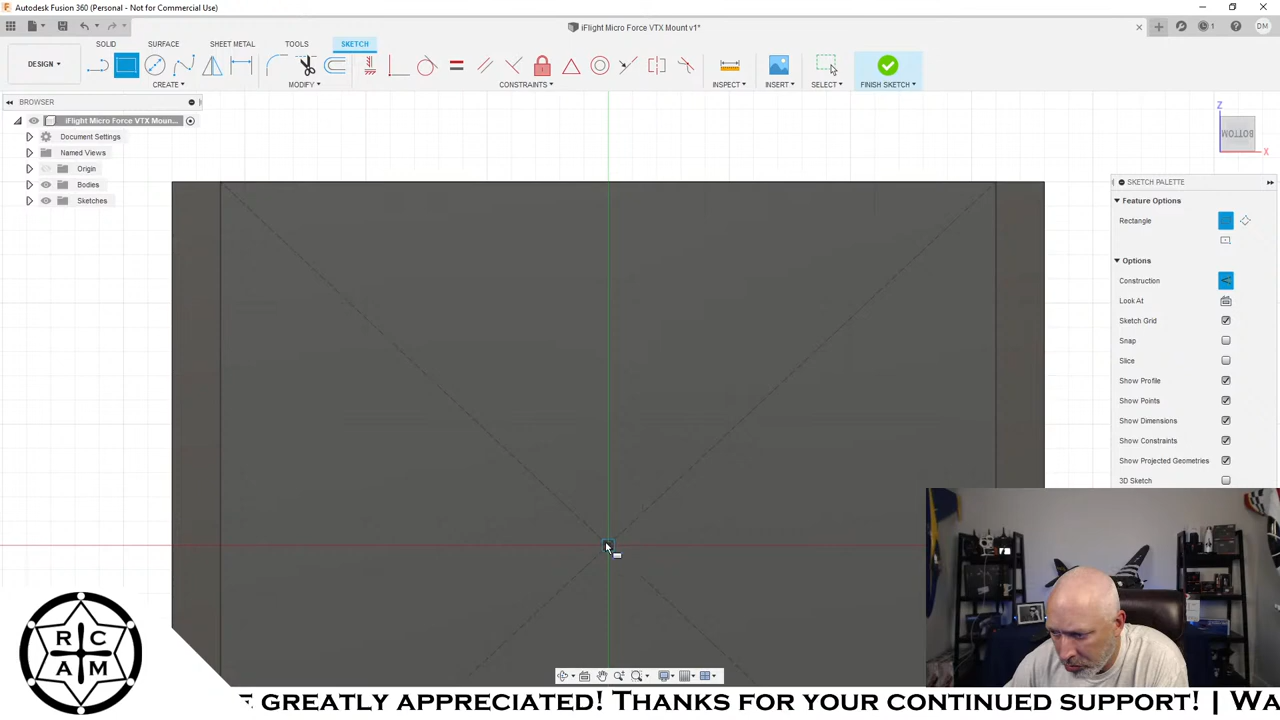 Autodesk Fusion 360 (Personal - Not for Commercial Use)
iFlight Micro Force VTX Mount v1*
1
DM
DESIGN
SOLID
SURFACE
SHEET METAL
TOOLS
SKETCH
CREATE
MODIFY
CONSTRAINTS
INSPECT
INSERT
SELECT
FINISH SKETCH
BROWSER
iFlight Micro Force VTX Moun...
Document Settings
Named Views
Origin
Bodies
Sketches
Z
BOTTOM
X
SKETCH PALETTE
Feature Options
Rectangle
Options
Construction
Look At
Sketch Grid
Snap
Slice
Show Profile
Show Points
Show Dimensions
Show Constraints
Show Projected Geometries
3D Sketch
R C
A M
E GREATLY APPRECIATED! THANKS FOR YOUR CONTINUED SUPPORT! | WA